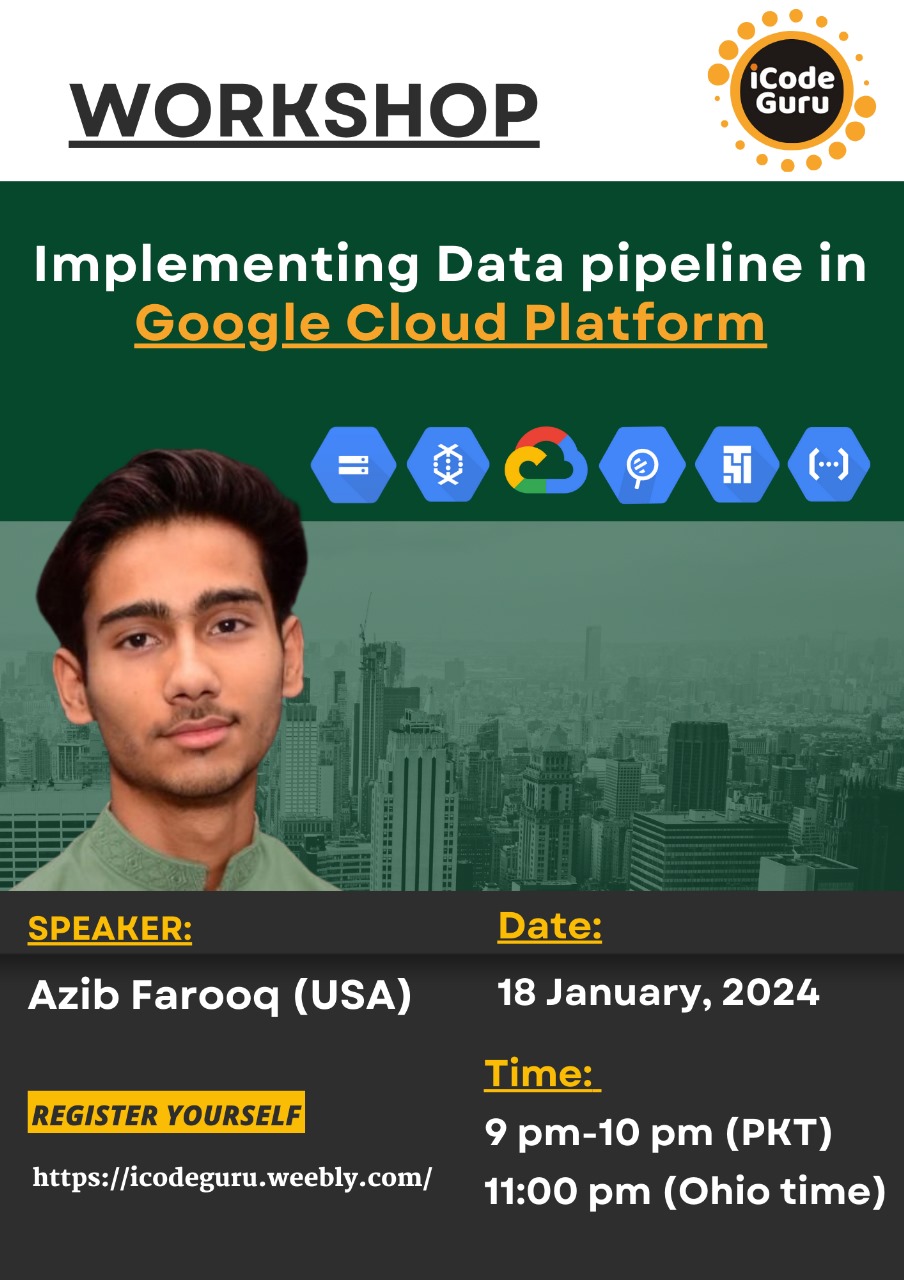 WORKSHOP
iCode
Guru
Implementing Data pipeline in
Google Cloud Platform
SPEAKER:
Azib Farooq (USA)
Date:
18 January, 2024
Time:
9 pm-10 pm (PKT)
11:00 pm (Ohio time)
REGISTER YOURSELF
https://icodeguru.weebly.com/